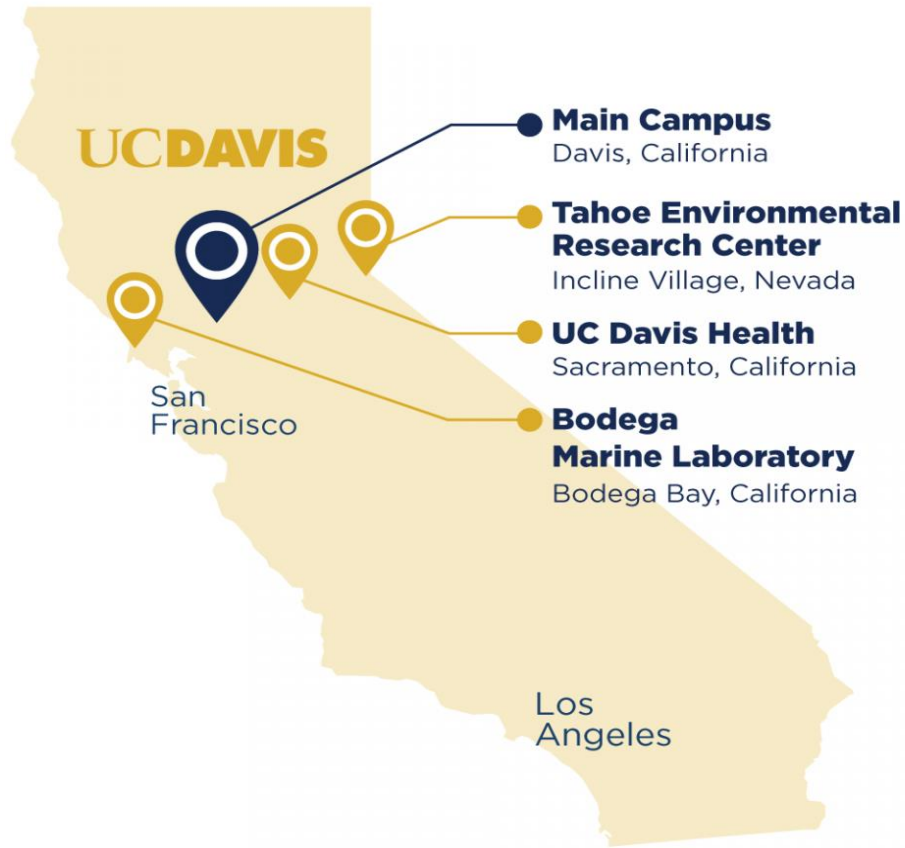 UCDAVIS
Main Campus
Davis, California
Tahoe Environmental
Research Center
Incline Village, Nevada
UC Davis Health
Sacramento, California
Bodega
Marine Laboratory
Bodega Bay, California
San
Francisco
Los
Angeles